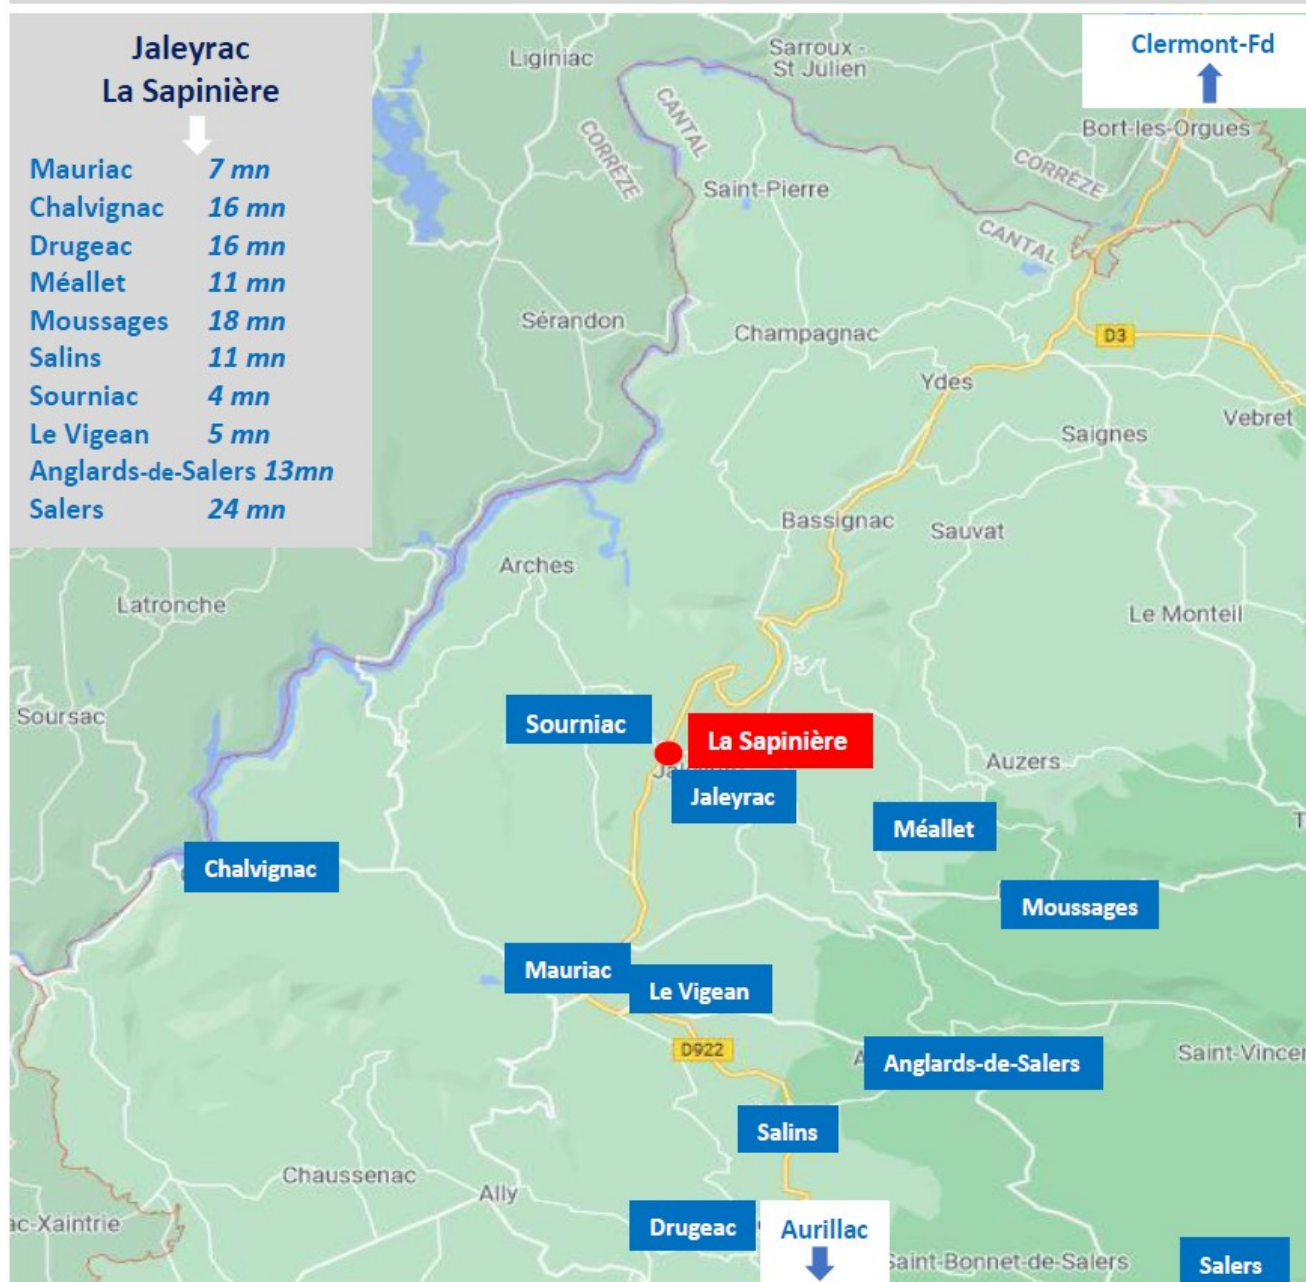 Jaleyrac
La Sapinière
Mauriac 7 mn
Chalvignac 16 mn
Drugeac 16 mn
Méallet 11 mn
Moussages 18 mn
Salins 11 mn
Sourniac 4 mn
Le Vigean 5 mn
Anglards-de-Salers 13mn
Salers 24 mn
Clermont-Fd
Liginiac
Sarroux -
St Julien
Bort-les-Orgues
CANTAL
CORRÈZE
CORRÈZE
Saint-Pierre
CANTAL
Sérandon
Champagnac
D3
Ydes
Vebret
Saignes
Bassignac
Sauvat
Arches
Latronche
Le Monteil
Soursac
Sourniac
La Sapinière
Auzers
Jaleyrac
Méallet
Chalvignac
Moussages
Mauriac
Le Vigean
D922
Anglards-de-Salers
Saint-Vincen
Salins
Chaussenac
Ally
ac-Xaintrie
Drugeac
Aurillac
Saint-Bonnet-de-Salers
Salers